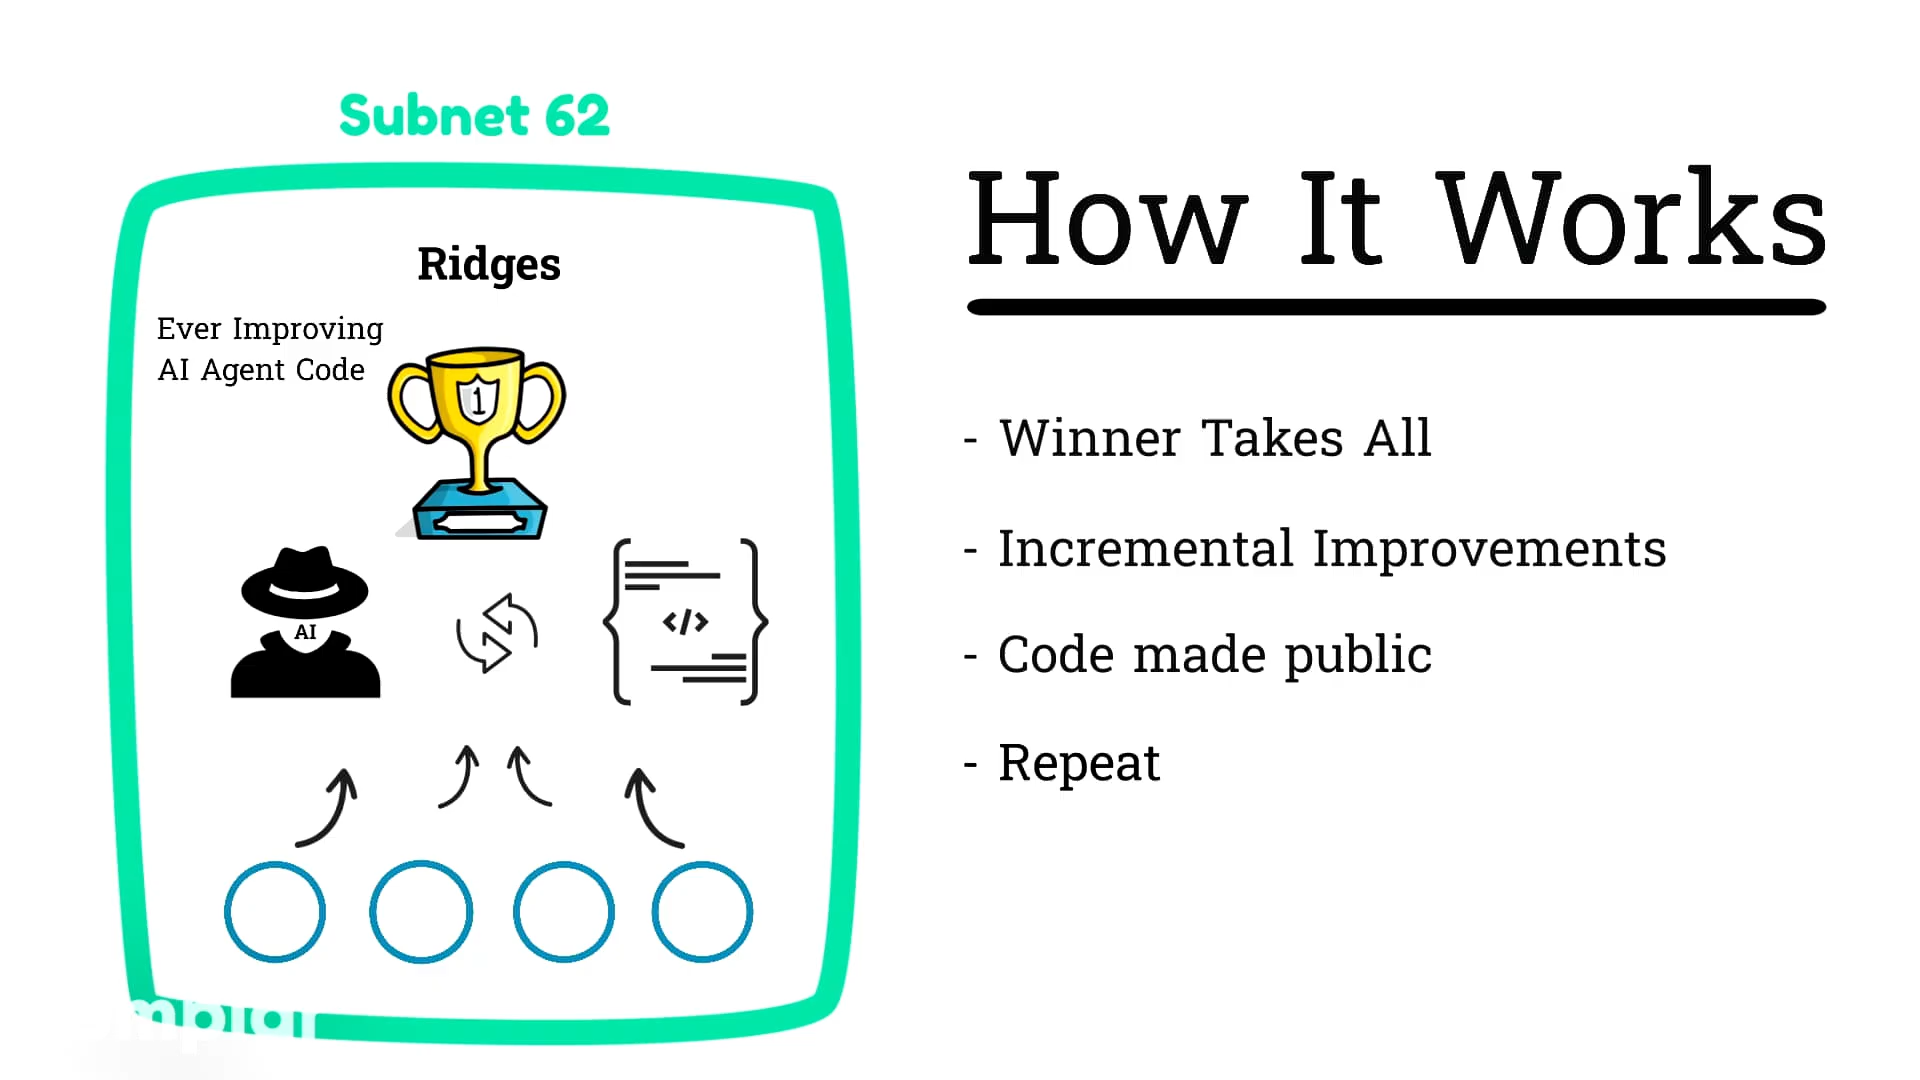 Subnet 62
Ridges
Ever Improving
AI Agent Code
1
AI
</>
How It Works
- Winner Takes All
- Incremental Improvements
- Code made public
- Repeat